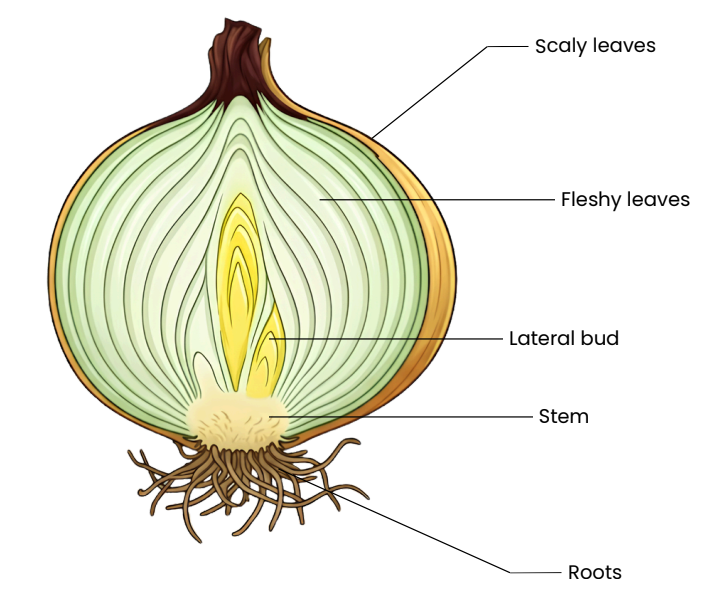 Scaly leaves
Fleshy leaves
Lateral bud
Stem
Roots